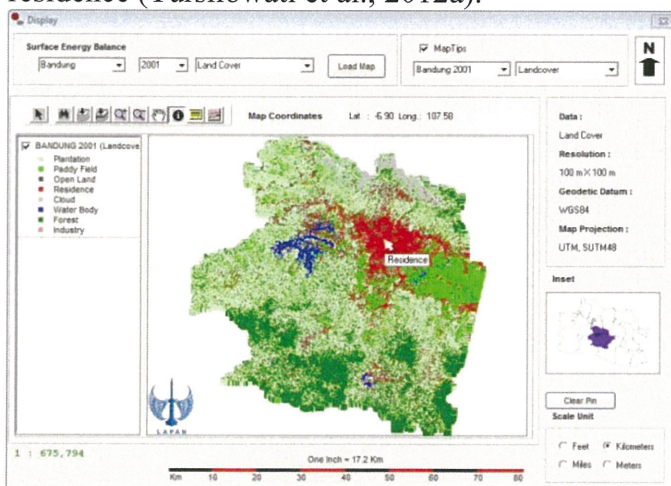 residence (Tursilowati et al., 2012a).
Display
Surface Energy Balance
Bandung 2001 Land Cover Load Map
MapTips
Bandung 2001 Landcover
N
Map Coordinates Lat : -6.90 Long.: 107.58
BANDUNG 2001 (Landcove
Plantation
Paddy Field
Open Land
Residence
Cloud
Water Body
Forest
Industry
Residence
LAPAN
Data :
Land Cover
Resolution :
100 m X 100 m
Geodetic Datum :
WGS84
Map Projection :
UTM, SUTM48
Inset
Clear Pin
Scale Unit
Feet Kilometers
Miles Meters
1 : 675,794
One Inch = 17.2 Km
Km 10 20 30 40 50 60 70 80